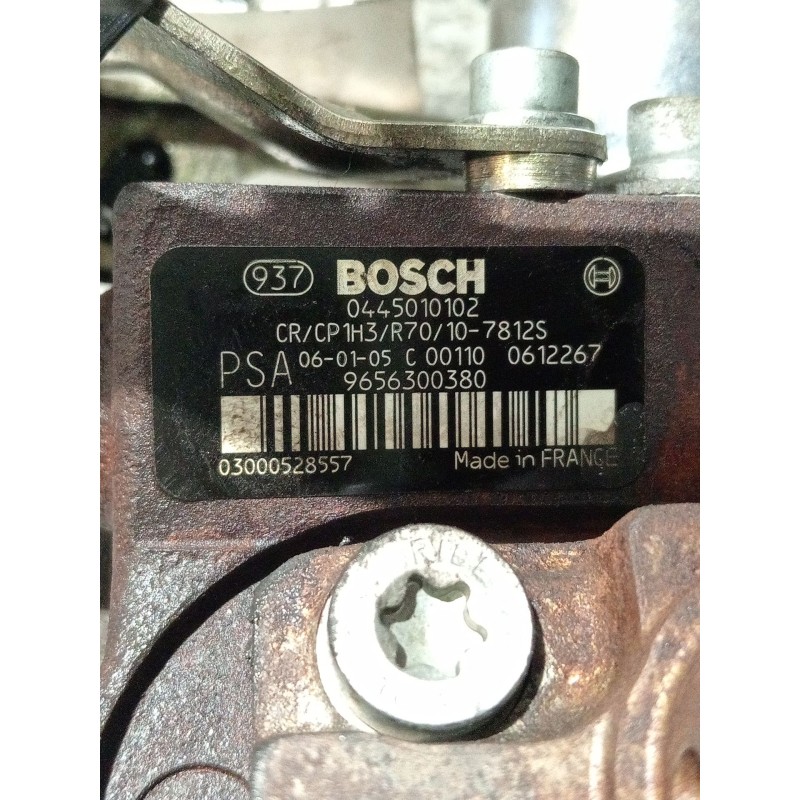 937 BOSCH
0445010102
CR/CP1H3/R70/10-7812S
PSA 06-01-05 C 00110 0612267
9656300380
03000528557 Made in FRANCE